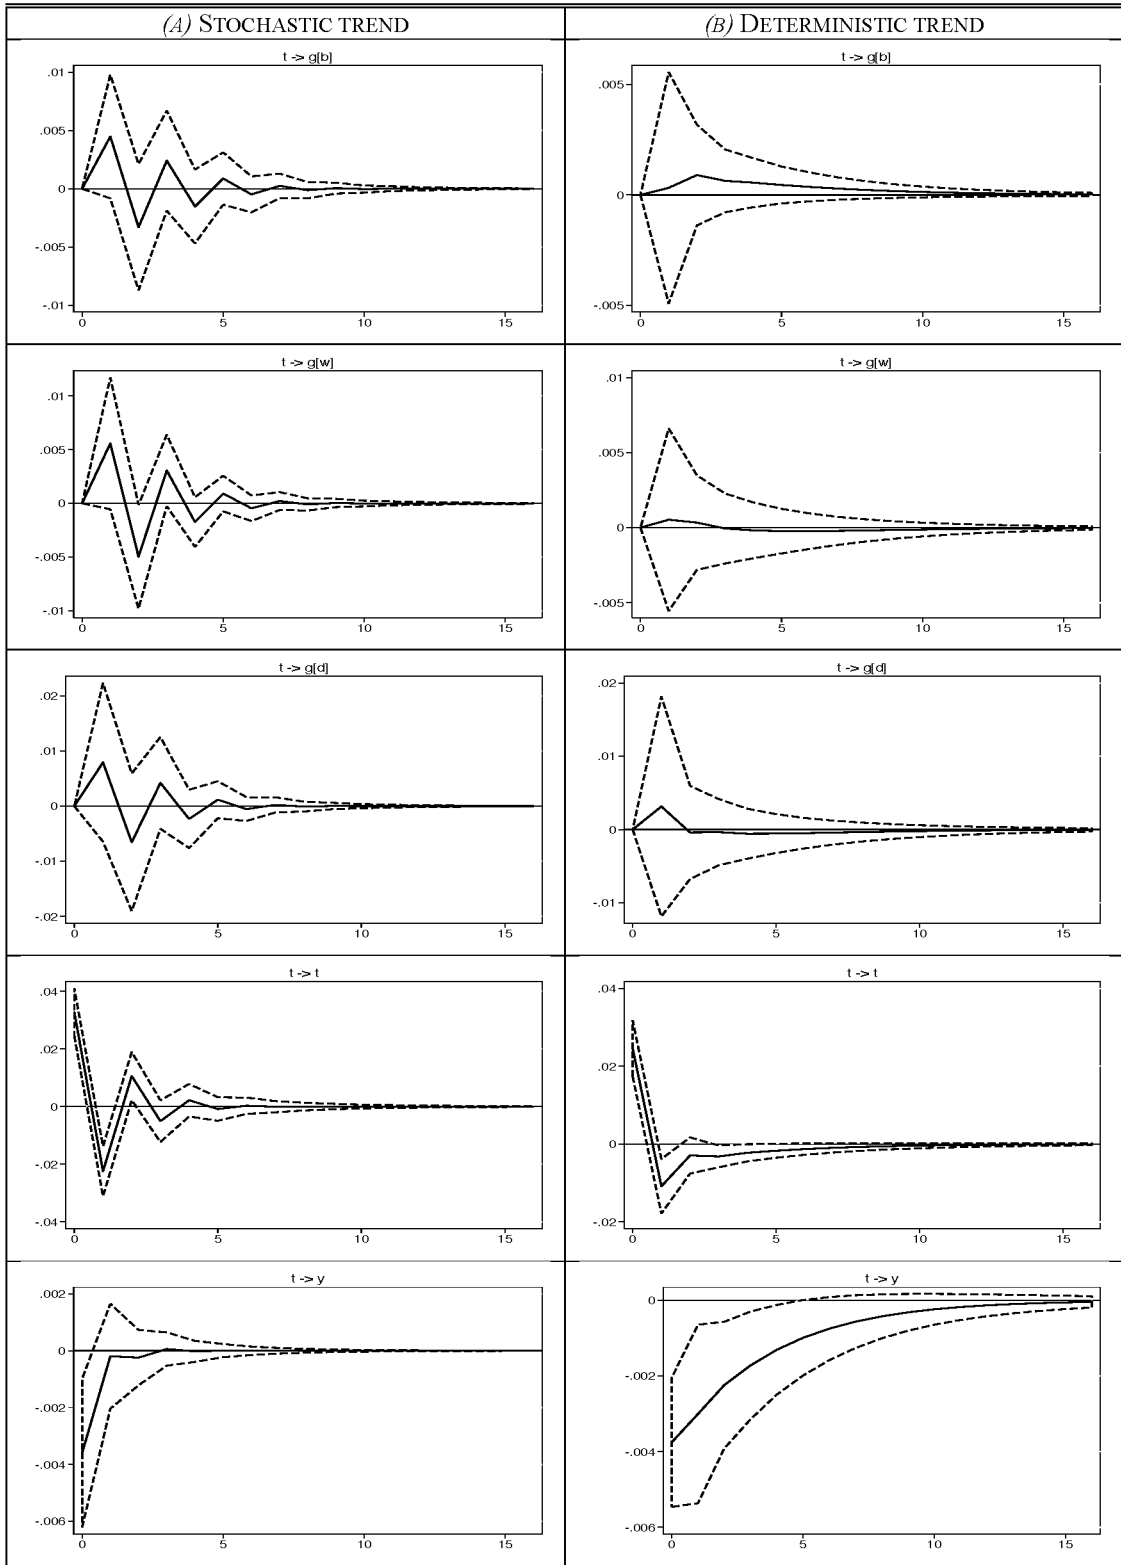 (A) STOCHASTIC TREND
(B) DETERMINISTIC TREND
t -> g[b]
.01
.005
0
-.005
-.01
0 5 10 15
t -> g[b]
.005
0
-.005
0 5 10 15
t -> g[w]
.01
.005
0
-.005
-.01
0 5 10 15
t -> g[w]
.01
.005
0
-.005
0 5 10 15
t -> g[d]
.02
.01
0
-.01
-.02
0 5 10 15
t -> g[d]
.02
.01
0
-.01
0 5 10 15
t -> t
.04
.02
0
-.02
-.04
0 5 10 15
t -> t
.04
.02
0
-.02
0 5 10 15
t -> y
.002
0
-.002
-.004
-.006
0 5 10 15
t -> y
0
-.002
-.004
-.006
0 5 10 15